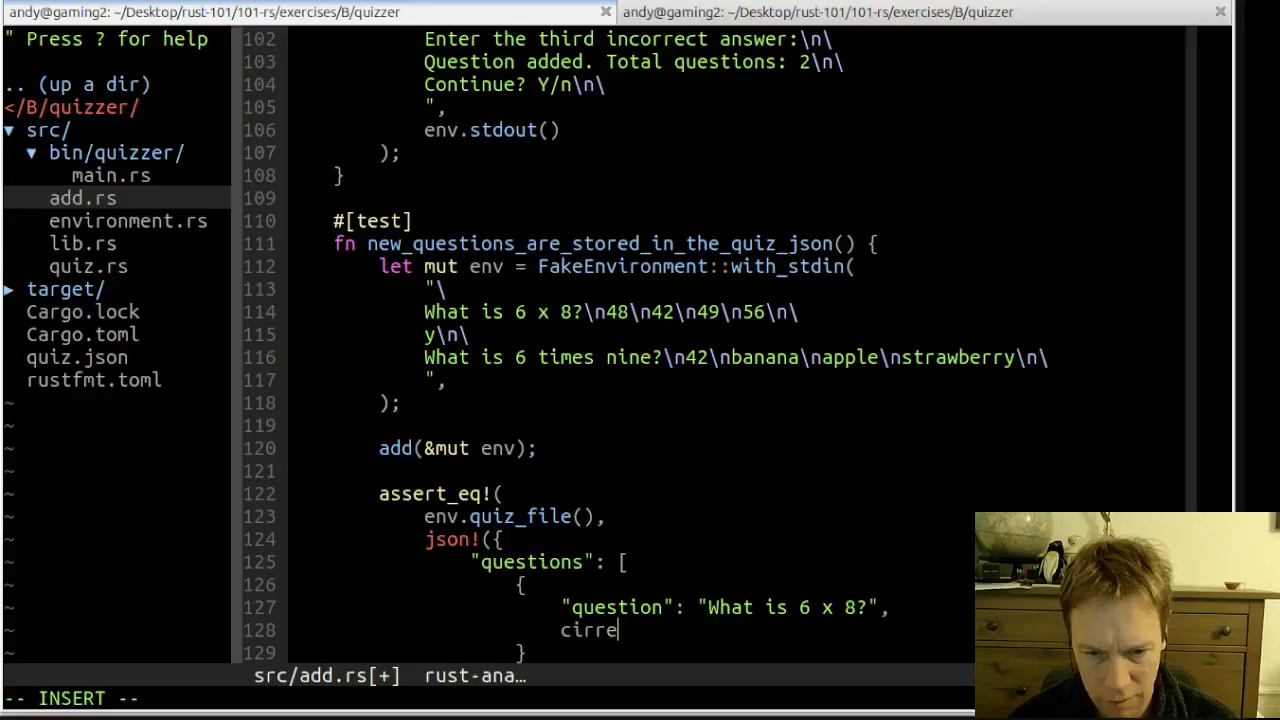 andy@gaming2: ~/Desktop/rust-101/101-rs/exercises/B/quizzer
andy@gaming2: ~/Desktop/rust-101/101-rs/exercises/B/quizzer
" Press ? for help
.. (up a dir)
</B/quizzer/
▼ src/
▼ bin/quizzer/
main.rs
add.rs
environment.rs
lib.rs
quiz.rs
▶ target/
Cargo.lock
Cargo.toml
quiz.json
rustfmt.toml
~
~
~
~
~
~
~
~
~
~
~
~
102 Enter the third incorrect answer:\n\
103 Question added. Total questions: 2\n\
104 Continue? Y/n\n\
105 ",
106 env.stdout()
107 );
108 }
109
110 #[test]
111 fn new_questions_are_stored_in_the_quiz_json() {
112 let mut env = FakeEnvironment::with_stdin(
113 "\
114 What is 6 x 8?\n48\n42\n49\n56\n\
115 y\n\
116 What is 6 times nine?\n42\nbanana\napple\nstrawberry\n\
117 ",
118 );
119
120 add(&mut env);
121
122 assert_eq!(
123 env.quiz_file(),
124 json!({
125 "questions": [
126 {
127 "question": "What is 6 x 8?",
128 cirre
129 }
src/add.rs[+] rust-ana…
-- INSERT --